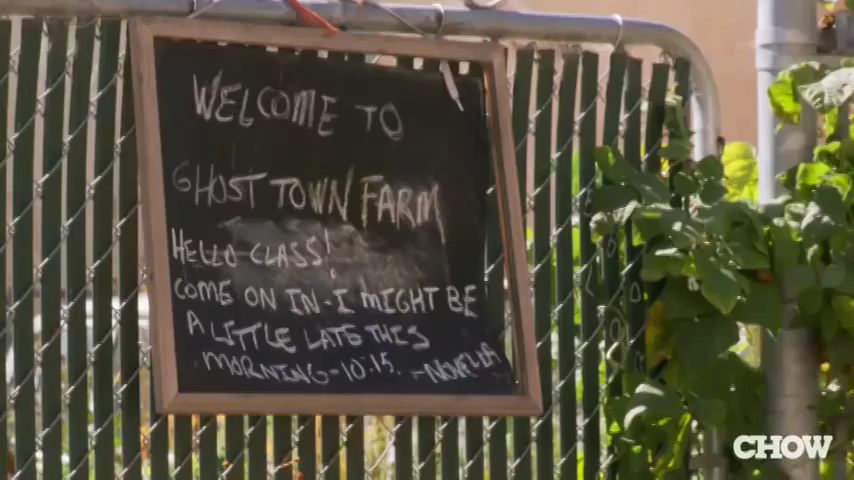 WELCOME TO
GHOST TOWN FARM
HELLO CLASS!
COME ON IN-I MIGHT BE
A LITTLE LATE THIS
MORNING-10:15. -NOVELLA
CHOW